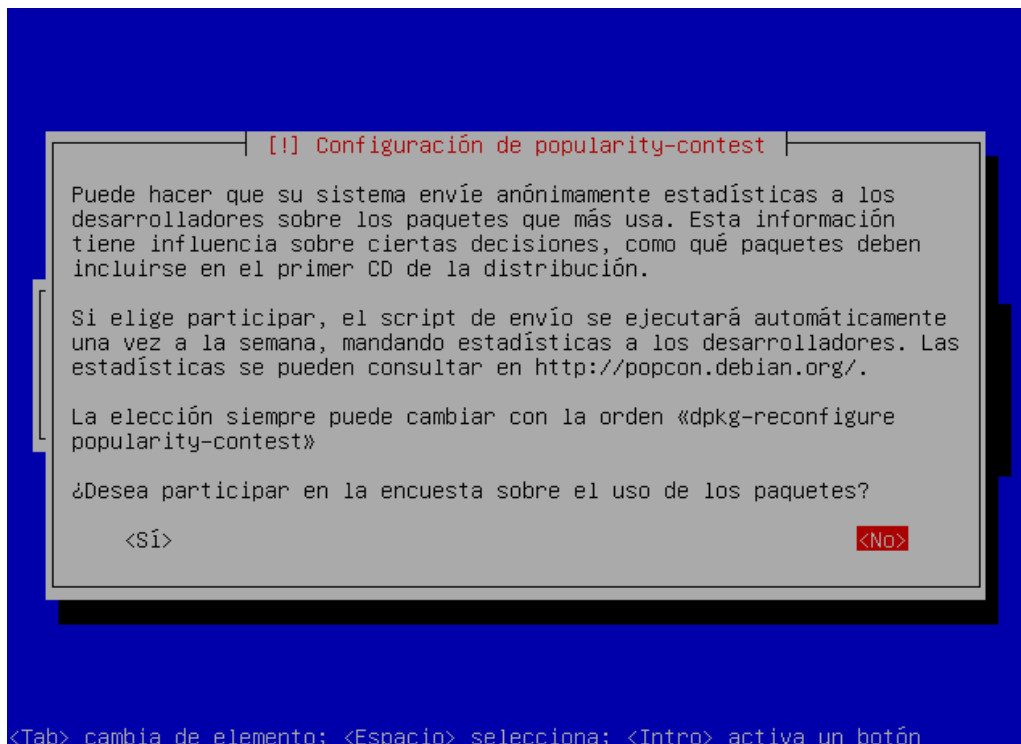 [!] Configuración de popularity-contest
Puede hacer que su sistema envíe anónimamente estadísticas a los
desarrolladores sobre los paquetes que más usa. Esta información
tiene influencia sobre ciertas decisiones, como qué paquetes deben
incluirse en el primer CD de la distribución.
Si elige participar, el script de envío se ejecutará automáticamente
una vez a la semana, mandando estadísticas a los desarrolladores. Las
estadísticas se pueden consultar en http://popcon.debian.org/.
La elección siempre puede cambiar con la orden «dpkg-reconfigure
popularity-contest»
¿Desea participar en la encuesta sobre el uso de los paquetes?
<Sí> <No>
<Tab> cambia de elemento; <Espacio> selecciona; <Intro> activa un botón